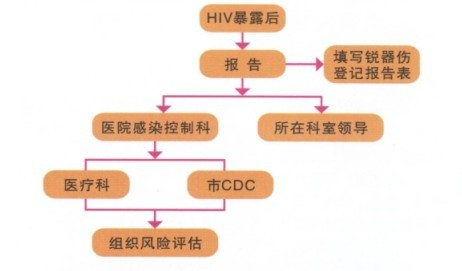 HIV暴露后
报 告
填写锐器伤
登记报告表
医院感染控制科
所在科室领导
医疗科
市CDC
组织风险评估